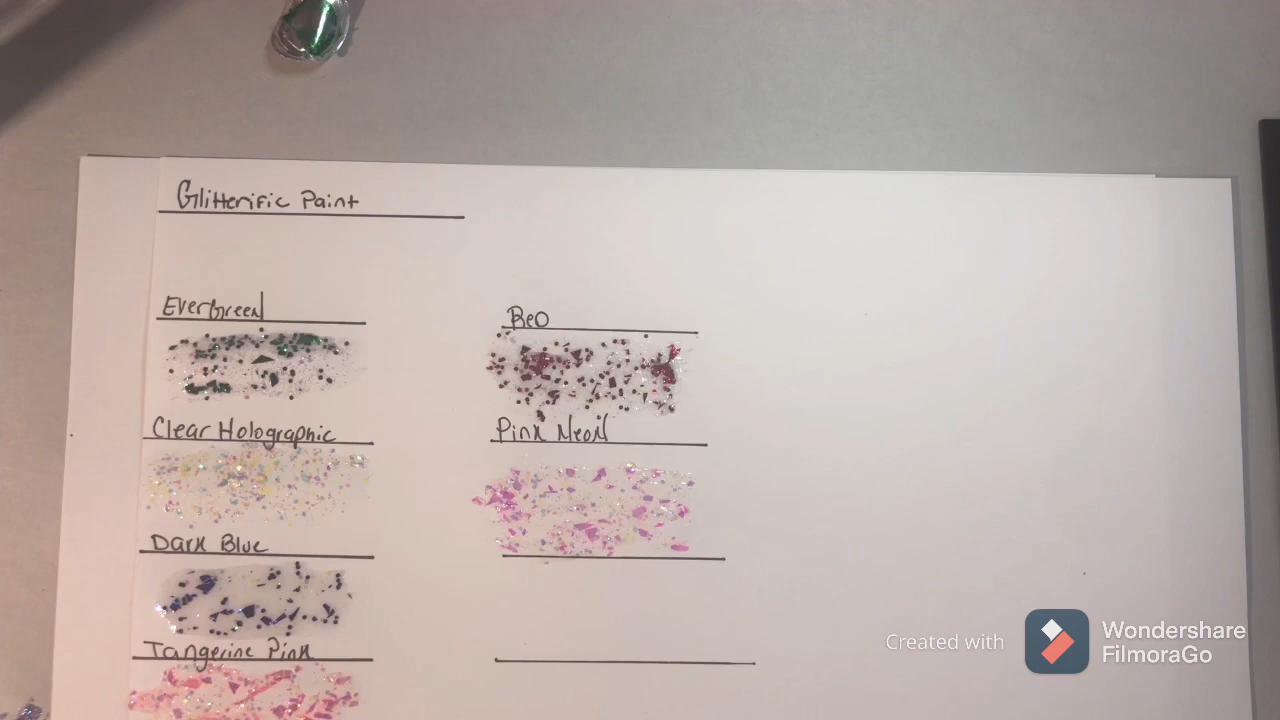 Glitterific Paint
EverGreen
Red
Clear Holographic
Pink Neon
Dark Blue
Tangerine Pink
Created with
Wondershare
FilmoraGo